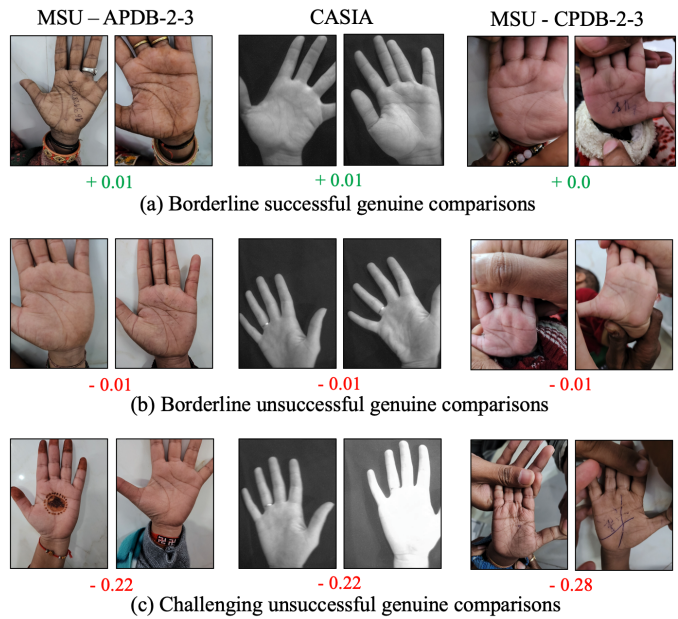 MSU – APDB-2-3 CASIA MSU - CPDB-2-3
+ 0.01 + 0.01 + 0.0
(a) Borderline successful genuine comparisons
- 0.01 - 0.01 - 0.01
(b) Borderline unsuccessful genuine comparisons
- 0.22 - 0.22 - 0.28
(c) Challenging unsuccessful genuine comparisons